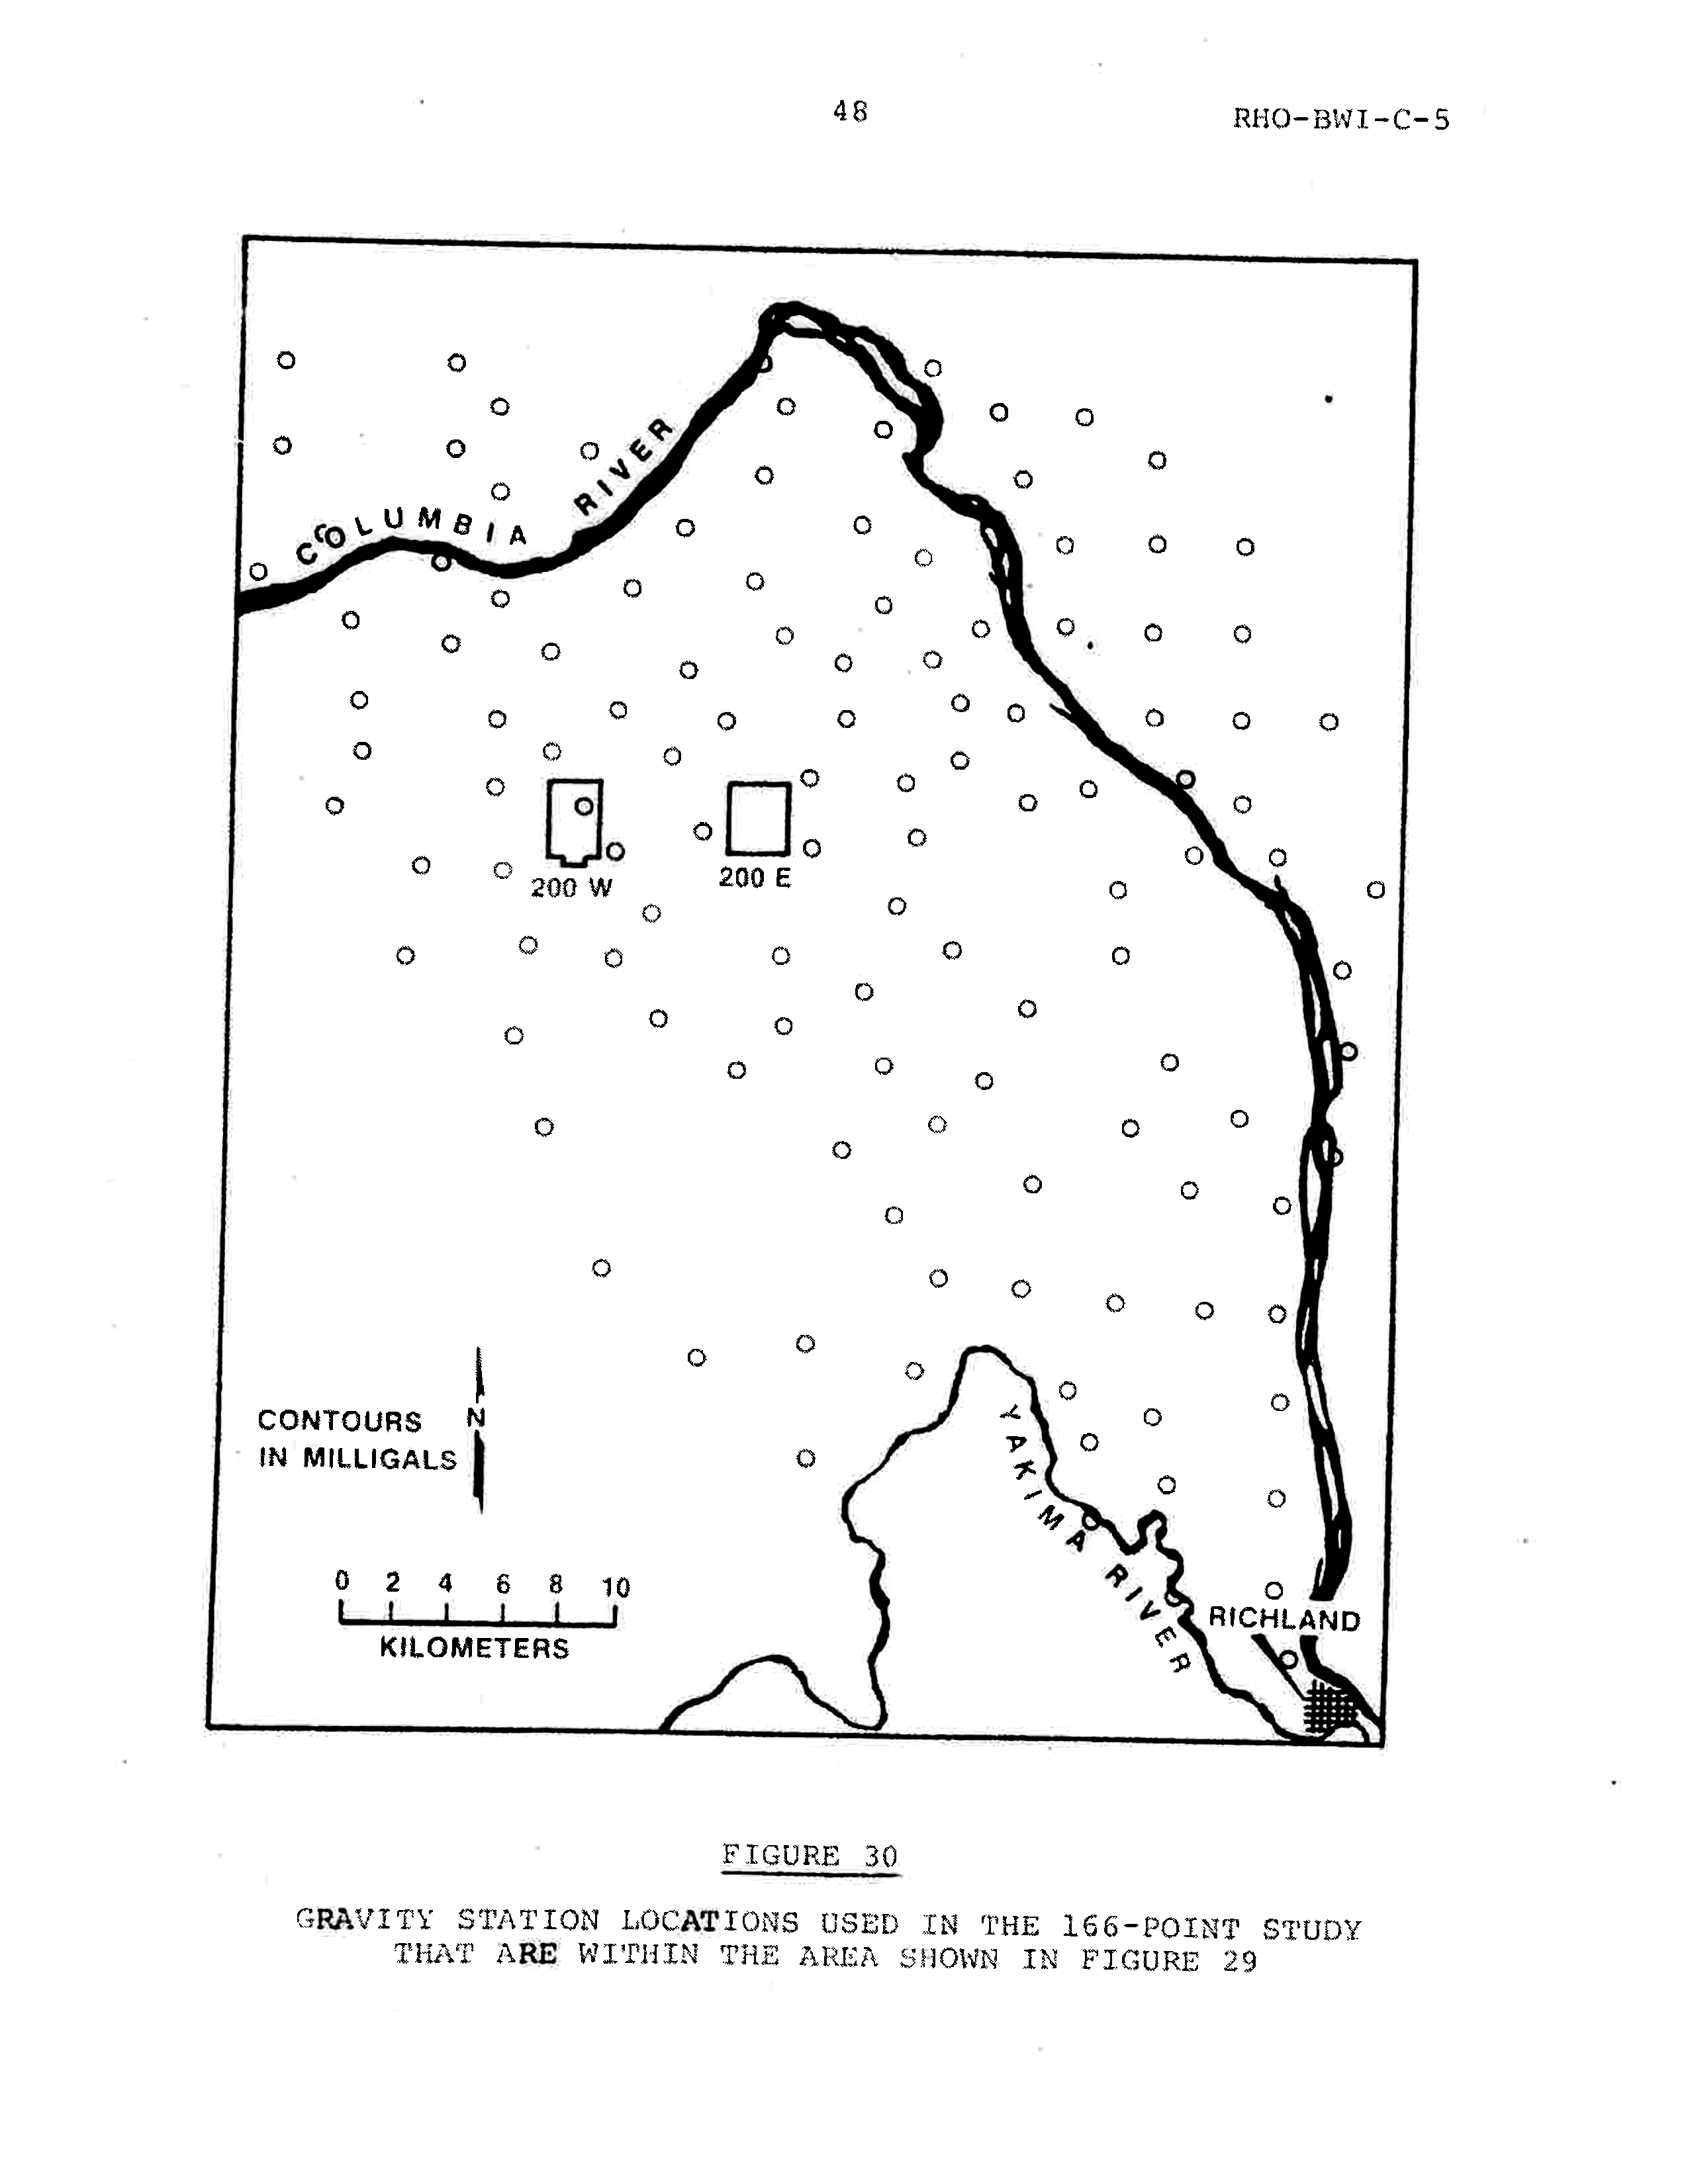 48
RHO-BWI-C-5
COLUMBIA RIVER
200 W
200 E
CONTOURS
IN MILLIGALS
N
YAKIMA RIVER
0 2 4 6 8 10
KILOMETERS
RICHLAND
FIGURE 30
GRAVITY STATION LOCATIONS USED IN THE 166-POINT STUDY
THAT ARE WITHIN THE AREA SHOWN IN FIGURE 29